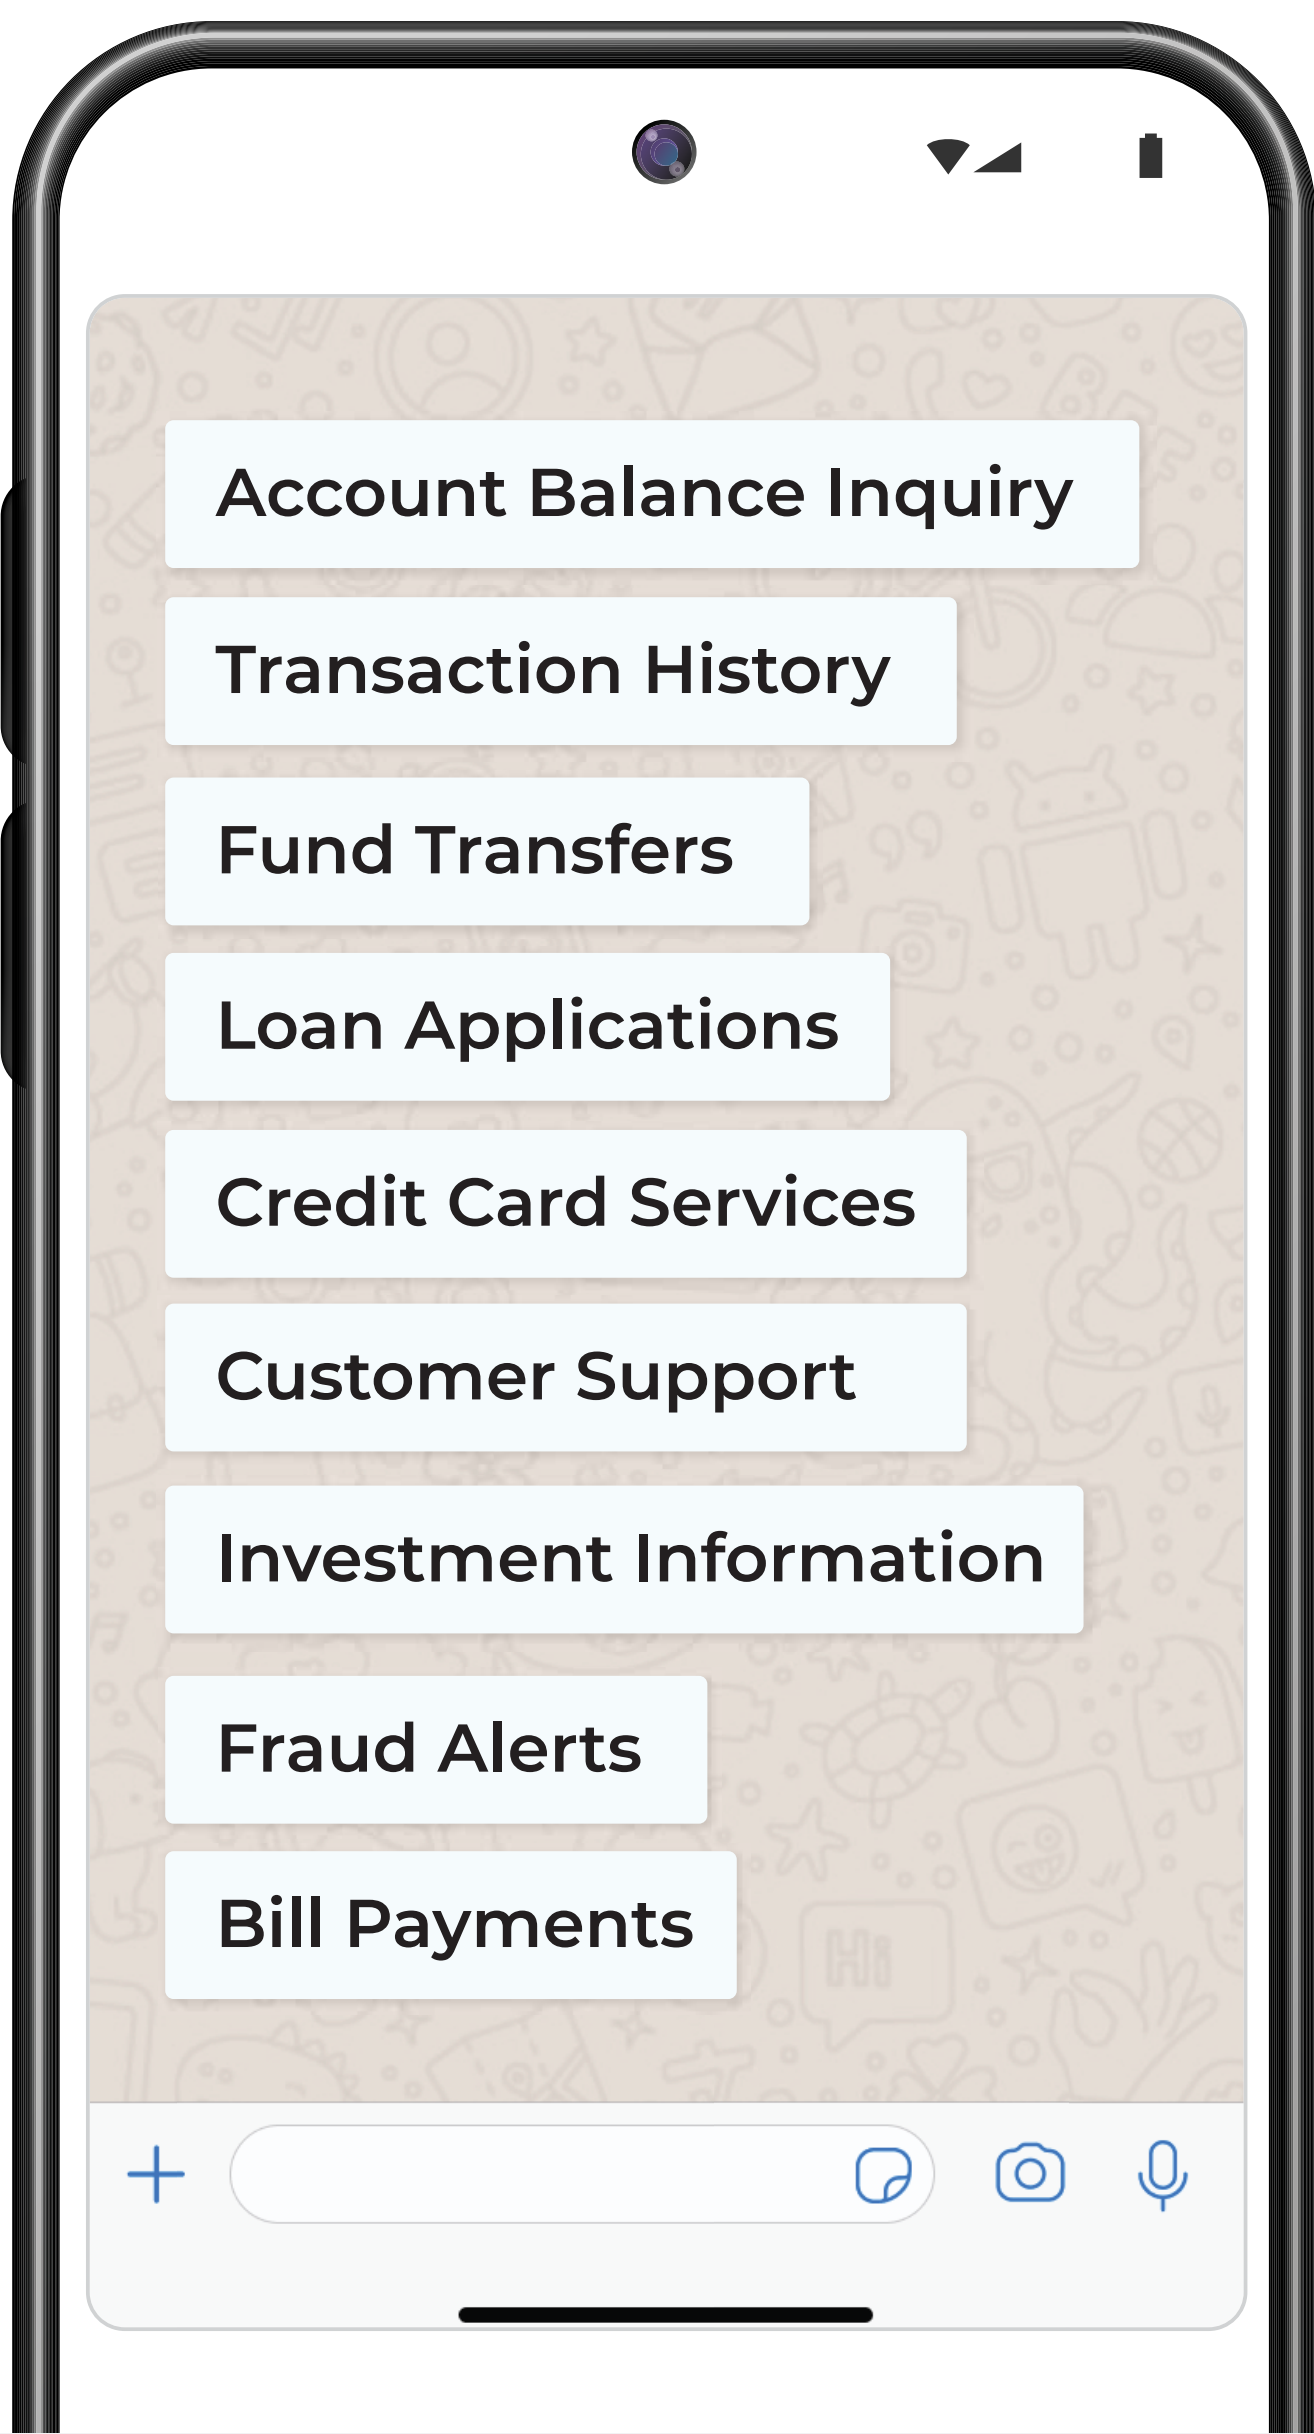 Account Balance Inquiry
Transaction History
Fund Transfers
Loan Applications
Credit Card Services
Customer Support
Investment Information
Fraud Alerts
Bill Payments
Hi